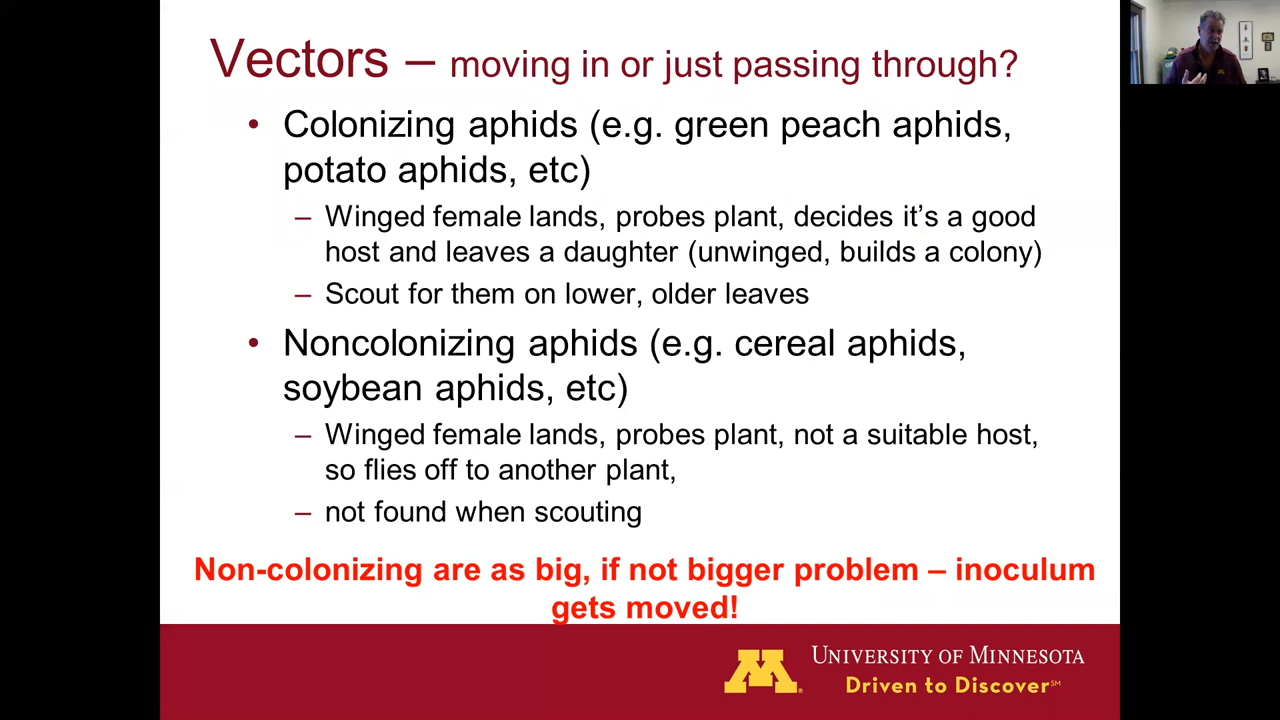 Vectors – moving in or just passing through?
• Colonizing aphids (e.g. green peach aphids,
potato aphids, etc)
– Winged female lands, probes plant, decides it’s a good
host and leaves a daughter (unwinged, builds a colony)
– Scout for them on lower, older leaves
• Noncolonizing aphids (e.g. cereal aphids,
soybean aphids, etc)
– Winged female lands, probes plant, not a suitable host,
so flies off to another plant,
– not found when scouting
Non-colonizing are as big, if not bigger problem – inoculum
gets moved!
M
UNIVERSITY OF MINNESOTA
Driven to Discover℠